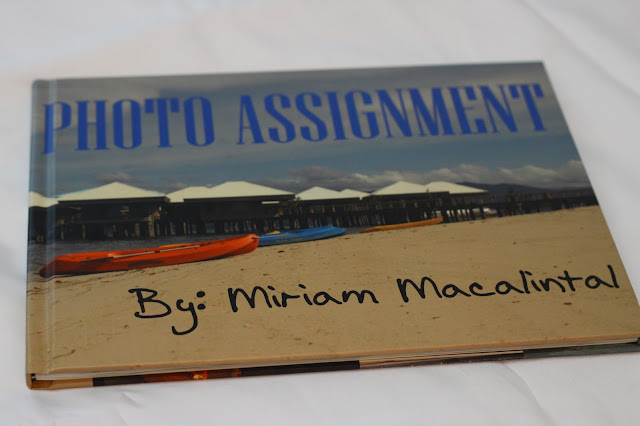 PHOTO ASSIGNMENT
By: Miriam Macalintal